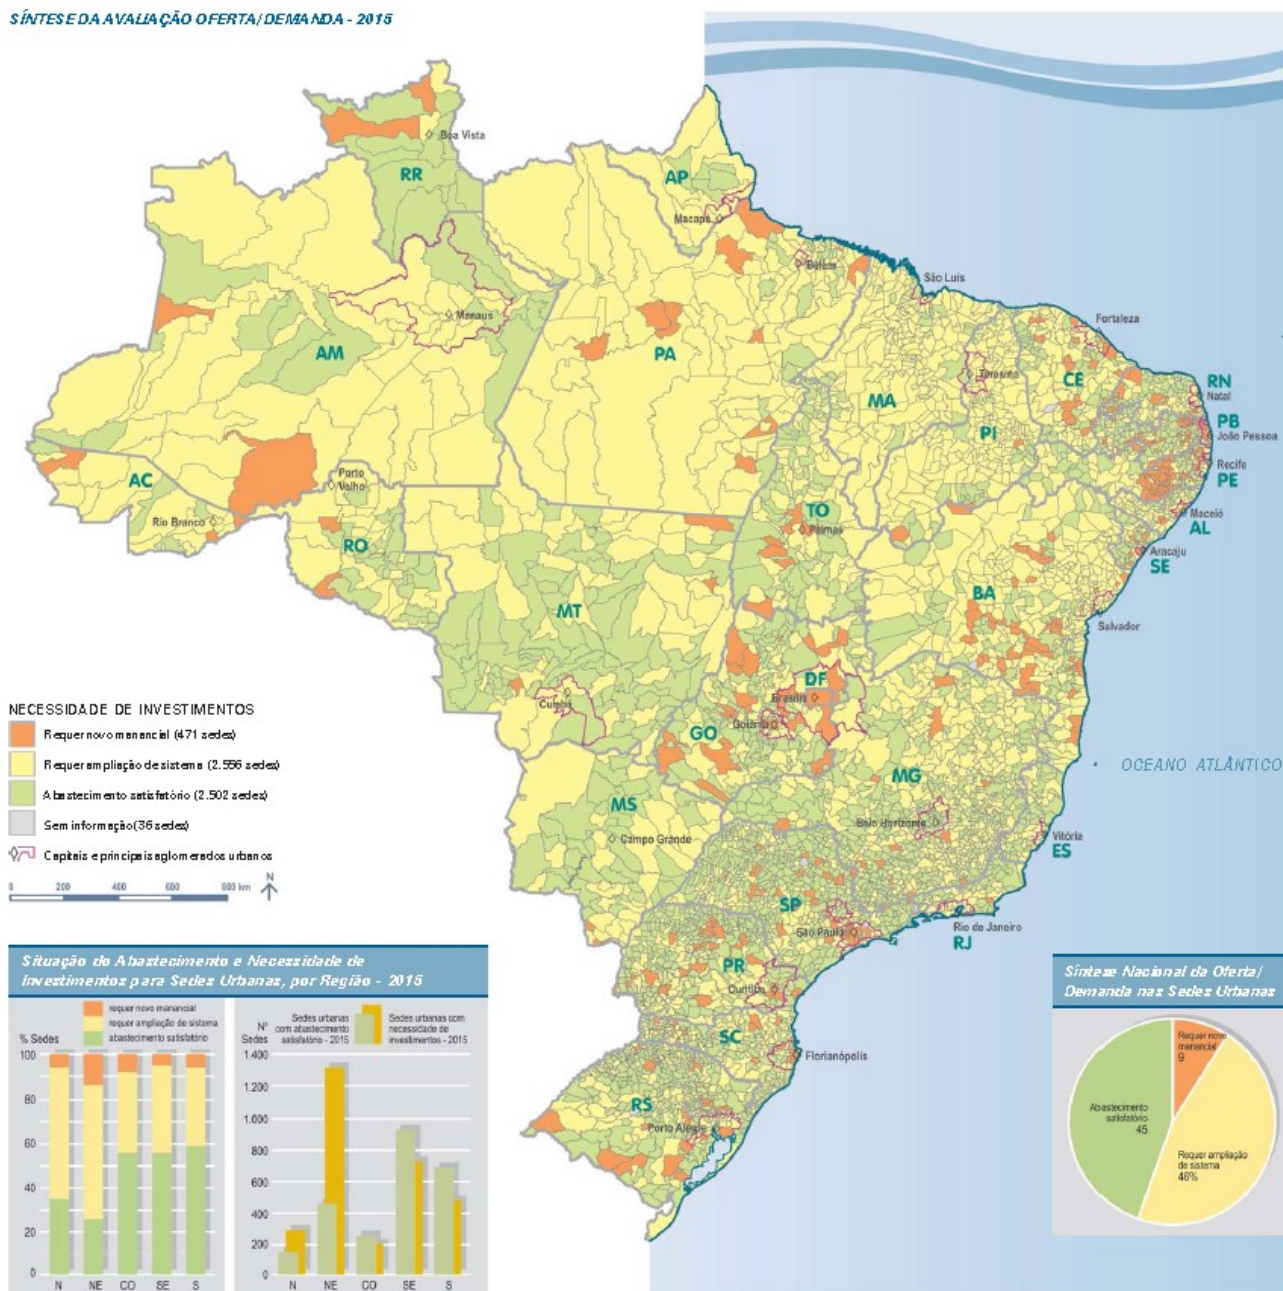 SÍNTESE DA AVALIAÇÃO OFERTA/DEMANDA - 2015
Boa Vista
RR
AP
Macapá
Belém
São Luís
Manaus
Fortaleza
AM
PA
Teresina
CE
RN
Natal
MA
PI
PB
João Pessoa
Recife
PE
AC
Porto
Velho
Rio Branco
TO
Palmas
Maceió
AL
RO
Aracaju
SE
BA
MT
Salvador
DF
Brasília
Cuiabá
Goiânia
GO
OCEANO ATLÂNTICO
MG
MS
Belo Horizonte
Campo Grande
Vitória
ES
SP
São Paulo
Rio de Janeiro
RJ
PR
Curitiba
SC
Florianópolis
RS
Porto Alegre
NECESSIDADE DE INVESTIMENTOS
Requer novo manancial (471 sedes)
Requer ampliação de sistema (2.556 sedes)
Abastecimento satisfatório (2.502 sedes)
Sem informação (36 sedes)
Capitais e principais aglomerados urbanos
0 200 400 600 800 km
N
Situação do Abastecimento e Necessidade de
Investimentos para Sedes Urbanas, por Região - 2015
requer novo manancial
requer ampliação de sistema
abastecimento satisfatório
% Sedes
100
80
60
40
20
0
N NE CO SE S
Sedes urbanas
com abastecimento
satisfatório - 2015
Sedes urbanas com
necessidade de
investimentos - 2015
Nº
Sedes
1.400
1.200
1.000
800
600
400
200
0
N NE CO SE S
Síntese Nacional da Oferta/
Demanda nas Sedes Urbanas
Requer novo
manancial
9
Abastecimento
satisfatório
45
Requer ampliação
de sistema
46%